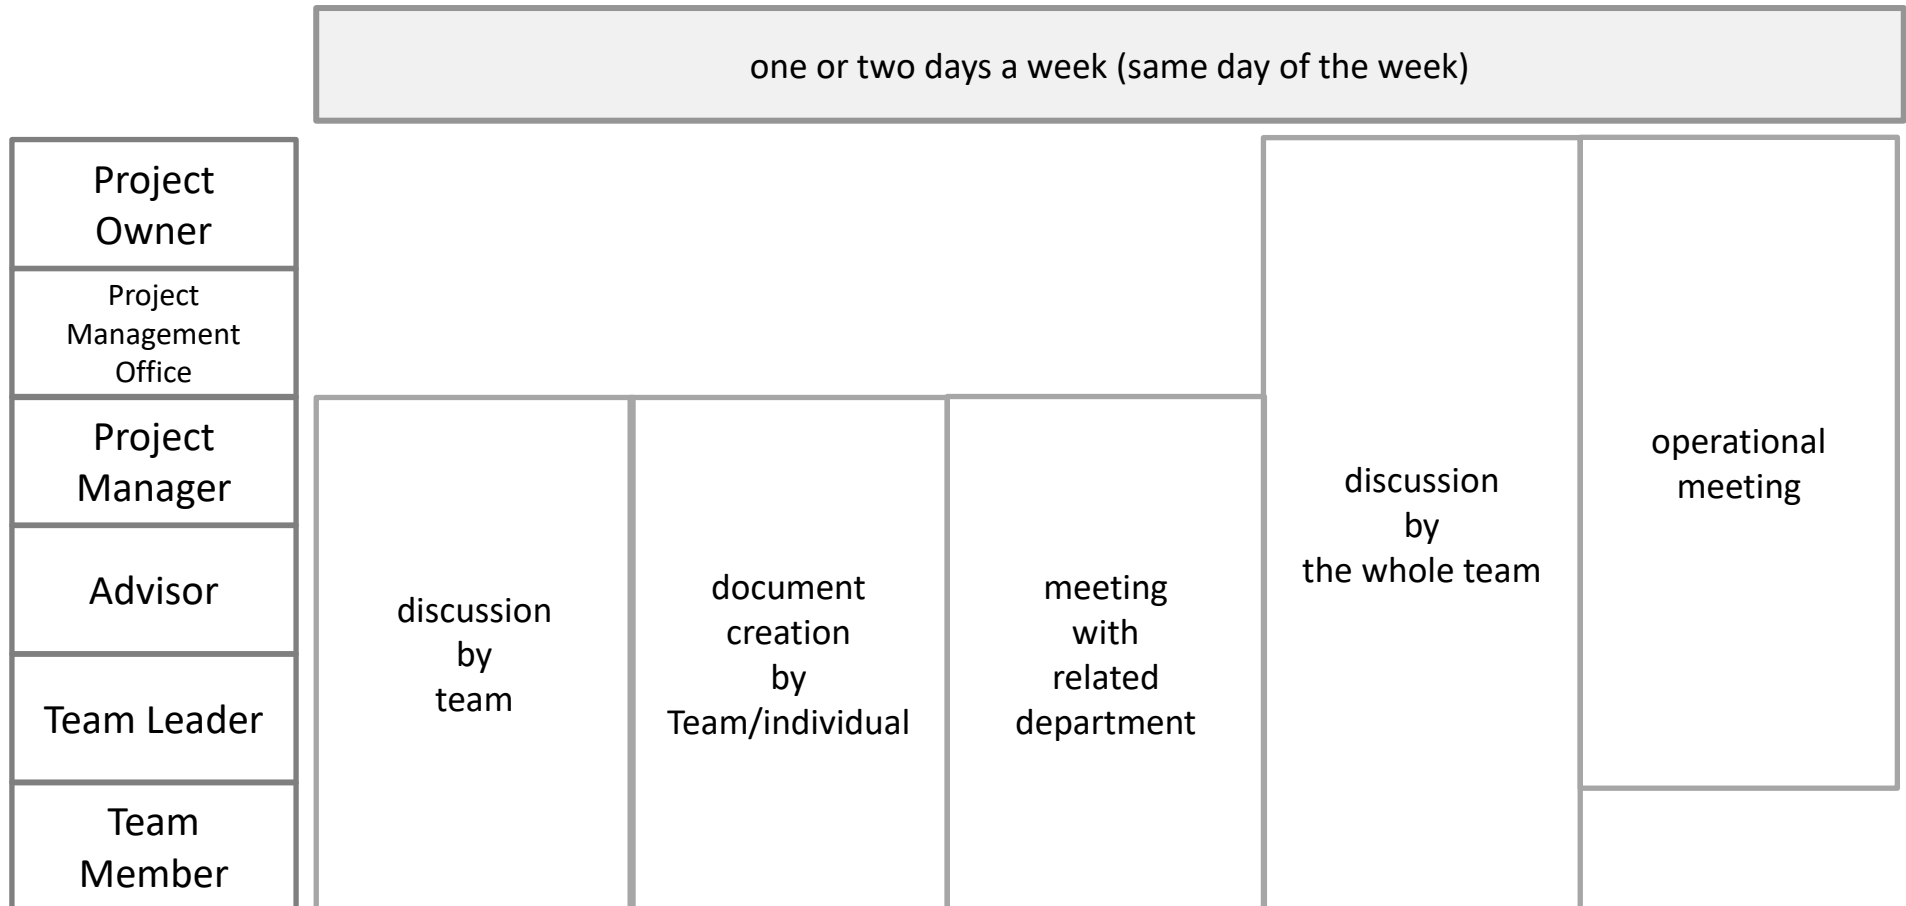 one or two days a week (same day of the week)
Project
Owner
Project
Management
Office
Project
Manager
Advisor
Team Leader
Team
Member
discussion
by
team
document
creation
by
Team/individual
meeting
with
related
department
discussion
by
the whole team
operational
meeting